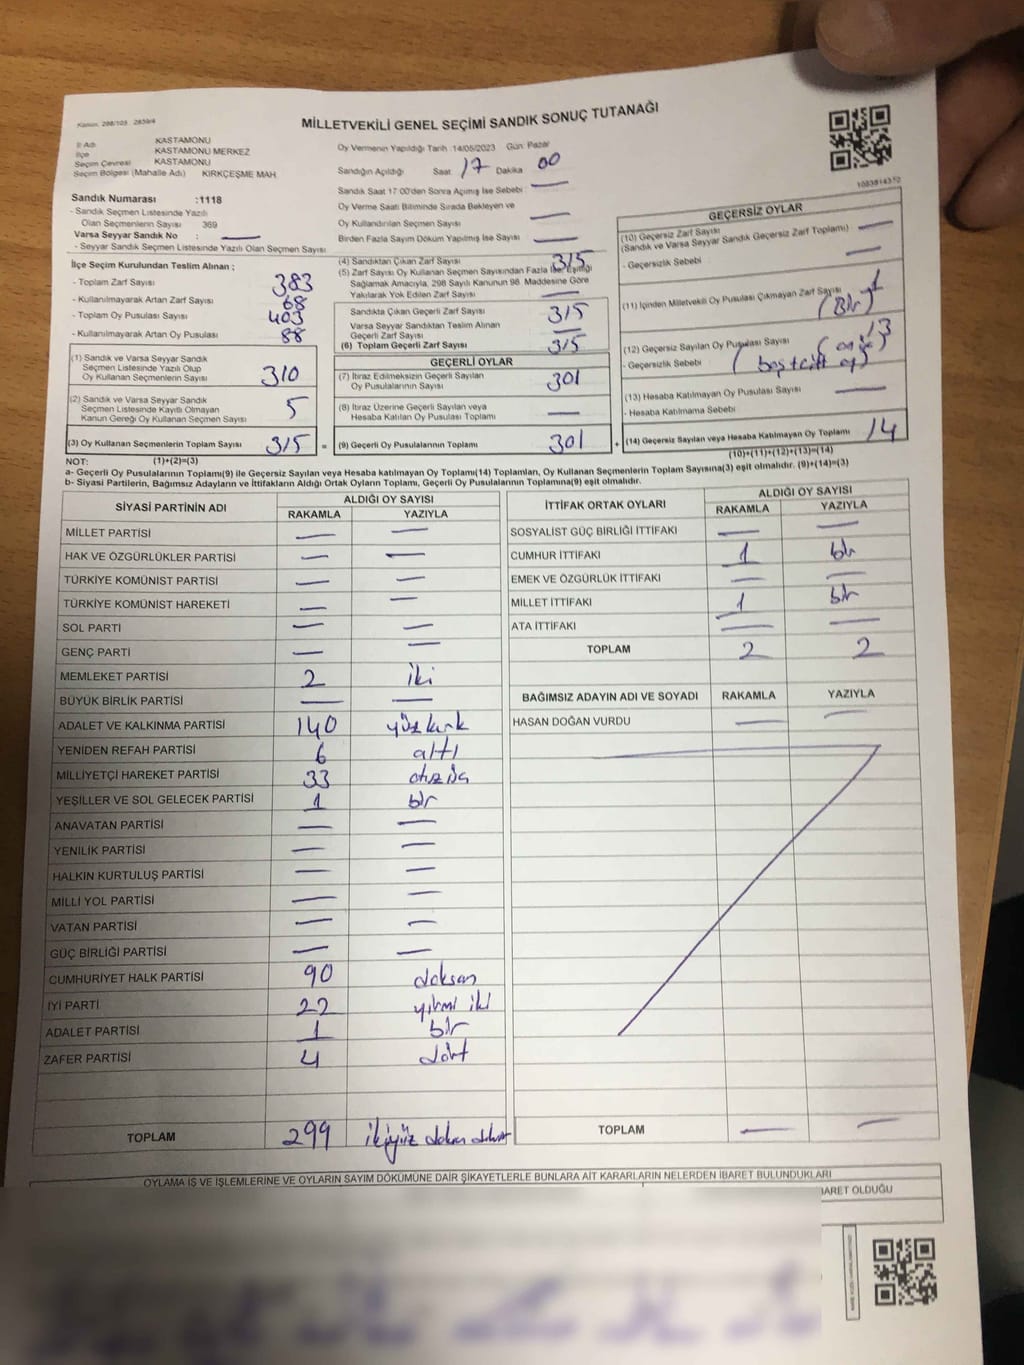 Kanun: 298/105 2839/4
MİLLETVEKİLİ GENEL SEÇİMİ SANDIK SONUÇ TUTANAĞI
İl Adı KASTAMONU
İlçe KASTAMONU MERKEZ
Seçim Çevresi KASTAMONU
Seçim Bölgesi (Mahalle Adı) KIRKÇEŞME MAH.
Sandık Numarası :1118
- Sandık Seçmen Listesinde Yazılı
Olan Seçmenlerin Sayısı 369
Varsa Seyyar Sandık No : —
- Seyyar Sandık Seçmen Listesinde Yazılı Olan Seçmen Sayısı
Oy Vermenin Yapıldığı Tarih 14/05/2023 Gün: Pazar
Sandığın Açıldığı Saat 17 Dakika 00
Sandık Saat 17:00'den Sonra Açılmış İse Sebebi : —
Oy Verme Saati Bitiminde Sırada Bekleyen ve
Oy Kullandırılan Seçmen Sayısı —
Birden Fazla Sayım Döküm Yapılmış İse Sayısı —
İlçe Seçim Kurulundan Teslim Alınan ;
- Toplam Zarf Sayısı 383
- Kullanılmayarak Artan Zarf Sayısı 68
- Toplam Oy Pusulası Sayısı 403
- Kullanılmayarak Artan Oy Pusulası 88
(1) Sandık ve Varsa Seyyar Sandık
Seçmen Listesinde Yazılı Olup
Oy Kullanan Seçmenlerin Sayısı 310
(2) Sandık ve Varsa Seyyar Sandık
Seçmen Listesinde Kayıtlı Olmayan
Kanun Gereği Oy Kullanan Seçmen Sayısı 5
(3) Oy Kullanan Seçmenlerin Toplam Sayısı 315 =
(4) Sandıktan Çıkan Zarf Sayısı 315
(5) Zarf Sayısı Oy Kullanan Seçmen Sayısından Fazla İse, Eşitliği
Sağlamak Amacıyla, 298 Sayılı Kanunun 98. Maddesine Göre
Yakılarak Yok Edilen Zarf Sayısı —
Sandıkta Çıkan Geçerli Zarf Sayısı 315
Varsa Seyyar Sandıktan Teslim Alınan
Geçerli Zarf Sayısı —
(6) Toplam Geçerli Zarf Sayısı 315
GEÇERLİ OYLAR
(7) İtiraz Edilmeksizin Geçerli Sayılan
Oy Pusulalarının Sayısı 301
(8) İtiraz Üzerine Geçerli Sayılan veya
Hesaba Katılan Oy Pusulası Toplamı —
(9) Geçerli Oy Pusulalarının Toplamı 301 +
1083814372
GEÇERSİZ OYLAR
(10) Geçersiz Zarf Sayısı —
(Sandık ve Varsa Seyyar Sandık Geçersiz Zarf Toplamı)
- Geçersizlik Sebebi —
(11) İçinden Milletvekili Oy Pusulası Çıkmayan Zarf Sayısı (Bir) 1
(12) Geçersiz Sayılan Oy Pusulası Sayısı 13
- Geçersizlik Sebebi
(13) Hesaba Katılmayan Oy Pusulası Sayısı —
- Hesaba Katılmama Sebebi
(14) Geçersiz Sayılan veya Hesaba Katılmayan Oy Toplamı 14
NOT: (1)+(2)=(3) (10)+(11)+(12)+(13)=(14)
a- Geçerli Oy Pusulalarının Toplamı(9) ile Geçersiz Sayılan veya Hesaba katılmayan Oy Toplamı(14) Toplamları, Oy Kullanan Seçmenlerin Toplam Sayısına(3) eşit olmalıdır. (9)+(14)=(3)
b- Siyasi Partilerin, Bağımsız Adayların ve İttifakların Aldığı Ortak Oyların Toplamı, Geçerli Oy Pusulalarının Toplamına(9) eşit olmalıdır.
SİYASİ PARTİNİN ADI ALDIĞI OY SAYISI
RAKAMLA YAZIYLA
MİLLET PARTİSİ — —
HAK VE ÖZGÜRLÜKLER PARTİSİ — —
TÜRKİYE KOMÜNİST PARTİSİ — —
TÜRKİYE KOMÜNİST HAREKETİ — —
SOL PARTİ — —
GENÇ PARTİ — —
MEMLEKET PARTİSİ 2 iki
BÜYÜK BİRLİK PARTİSİ — —
ADALET VE KALKINMA PARTİSİ 140 yüzkırk
YENİDEN REFAH PARTİSİ 6 altı
MİLLİYETÇİ HAREKET PARTİSİ 33 otuzüç
YEŞİLLER VE SOL GELECEK PARTİSİ 1 bir
ANAVATAN PARTİSİ — —
YENİLİK PARTİSİ — —
HALKIN KURTULUŞ PARTİSİ — —
MİLLİ YOL PARTİSİ — —
VATAN PARTİSİ — —
GÜÇ BİRLİĞİ PARTİSİ — —
CUMHURİYET HALK PARTİSİ 90 doksan
İYİ PARTİ 22 yirmi iki
ADALET PARTİSİ 1 bir
ZAFER PARTİSİ 4 dört
TOPLAM 299 ikiyüz doksan dokuz
İTTİFAK ORTAK OYLARI ALDIĞI OY SAYISI
RAKAMLA YAZIYLA
SOSYALİST GÜÇ BİRLİĞİ İTTİFAKI — —
CUMHUR İTTİFAKI 1 bir
EMEK VE ÖZGÜRLÜK İTTİFAKI — —
MİLLET İTTİFAKI 1 bir
ATA İTTİFAKI — —
TOPLAM 2 2
BAĞIMSIZ ADAYIN ADI VE SOYADI RAKAMLA YAZIYLA
HASAN DOĞAN VURDU — —
TOPLAM — —
OYLAMA İŞ VE İŞLEMLERİNE VE OYLARIN SAYIM DÖKÜMÜNE DAİR ŞİKAYETLERLE BUNLARA AİT KARARLARIN NELERDEN İBARET BULUNDUKLARI
BARET OLDUĞU